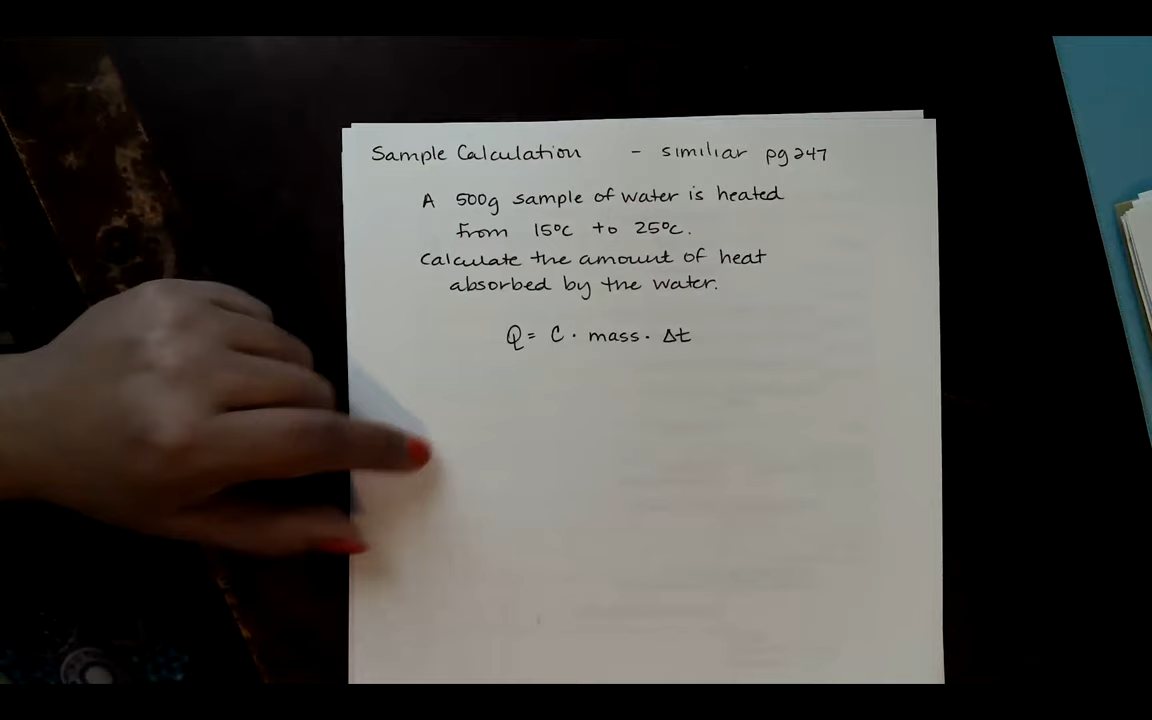 Sample Calculation - similiar pg 247
A 500g sample of water is heated
from 15°C to 25°C.
Calculate the amount of heat
absorbed by the water.
Q = C · mass · Δt